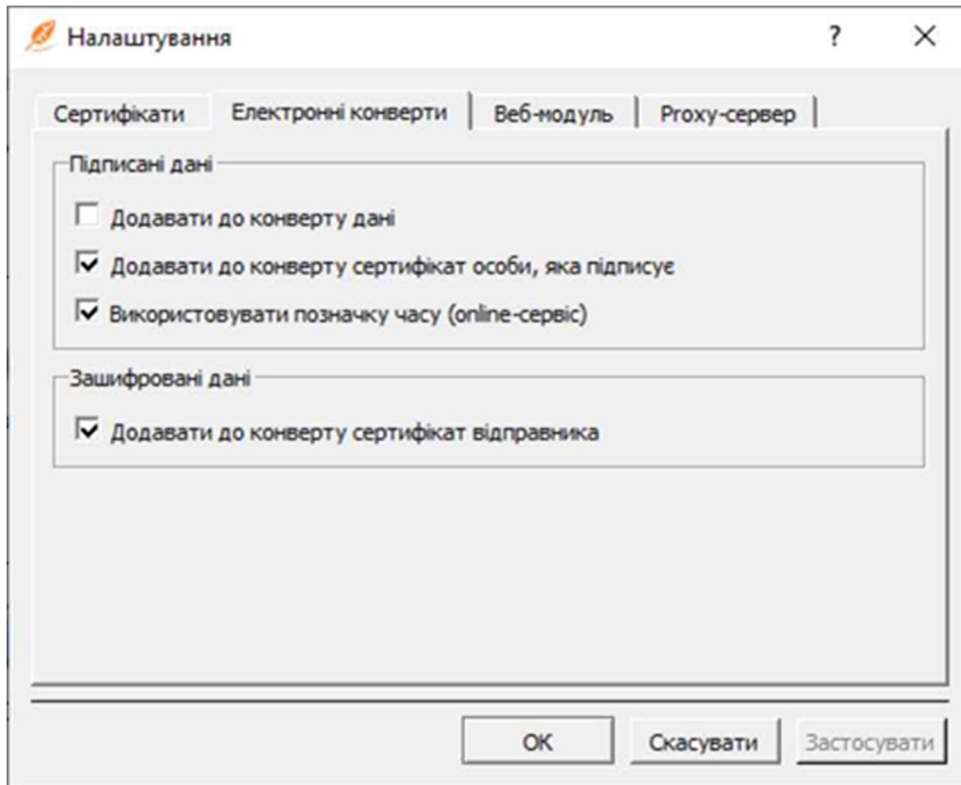 Налаштування
?
Сертифікати Електронні конверти Веб-модуль Proxy-сервер
Підписані дані
Додавати до конверту дані
Додавати до конверту сертифікат особи, яка підписує
Використовувати позначку часу (online-сервіс)
Зашифровані дані
Додавати до конверту сертифікат відправника
ОК Скасувати Застосувати